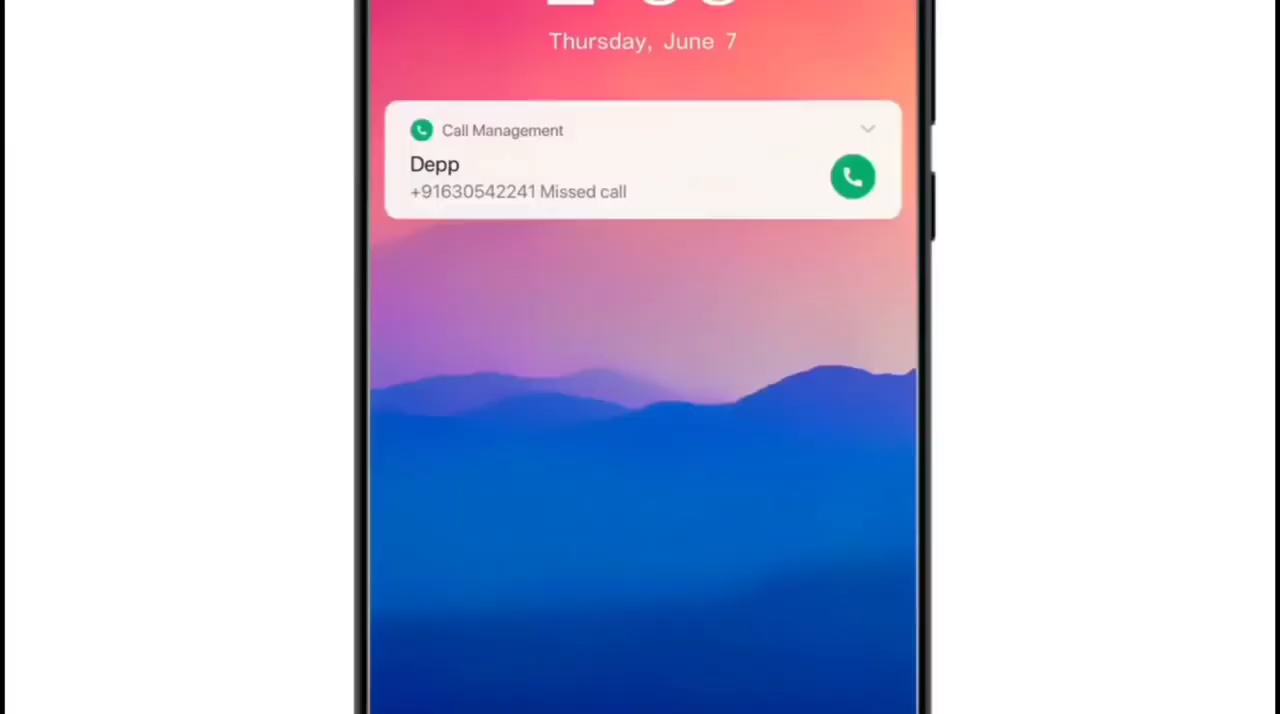 Thursday, June 7
Call Management
Depp
+91630542241 Missed call